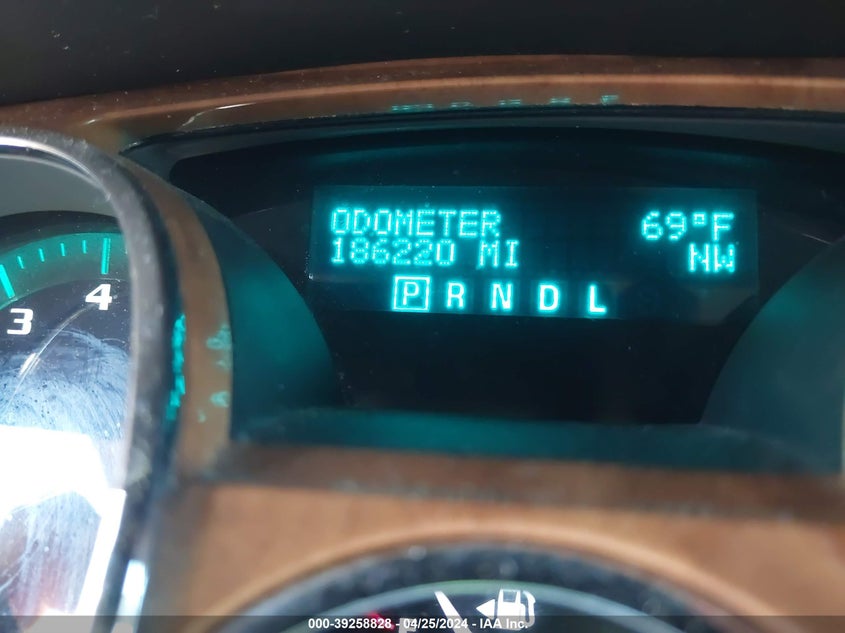 ODOMETER 69°F
186220 MI NW
P R N D L
3 4
000-39258828 - 04/25/2024 - IAA Inc.